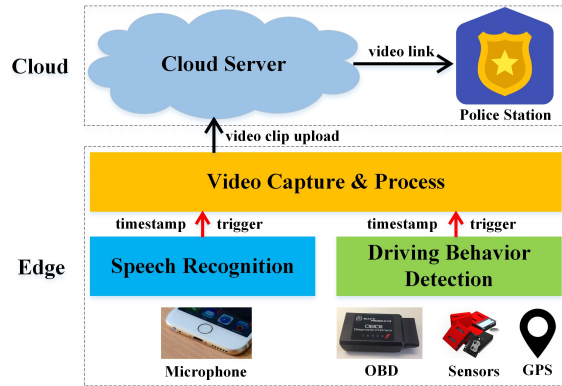 Cloud
Cloud Server
video link
Police Station
video clip upload
Edge
Video Capture & Process
timestamp trigger
timestamp trigger
Speech Recognition
Driving Behavior
Detection
Microphone
OBD
Sensors
GPS